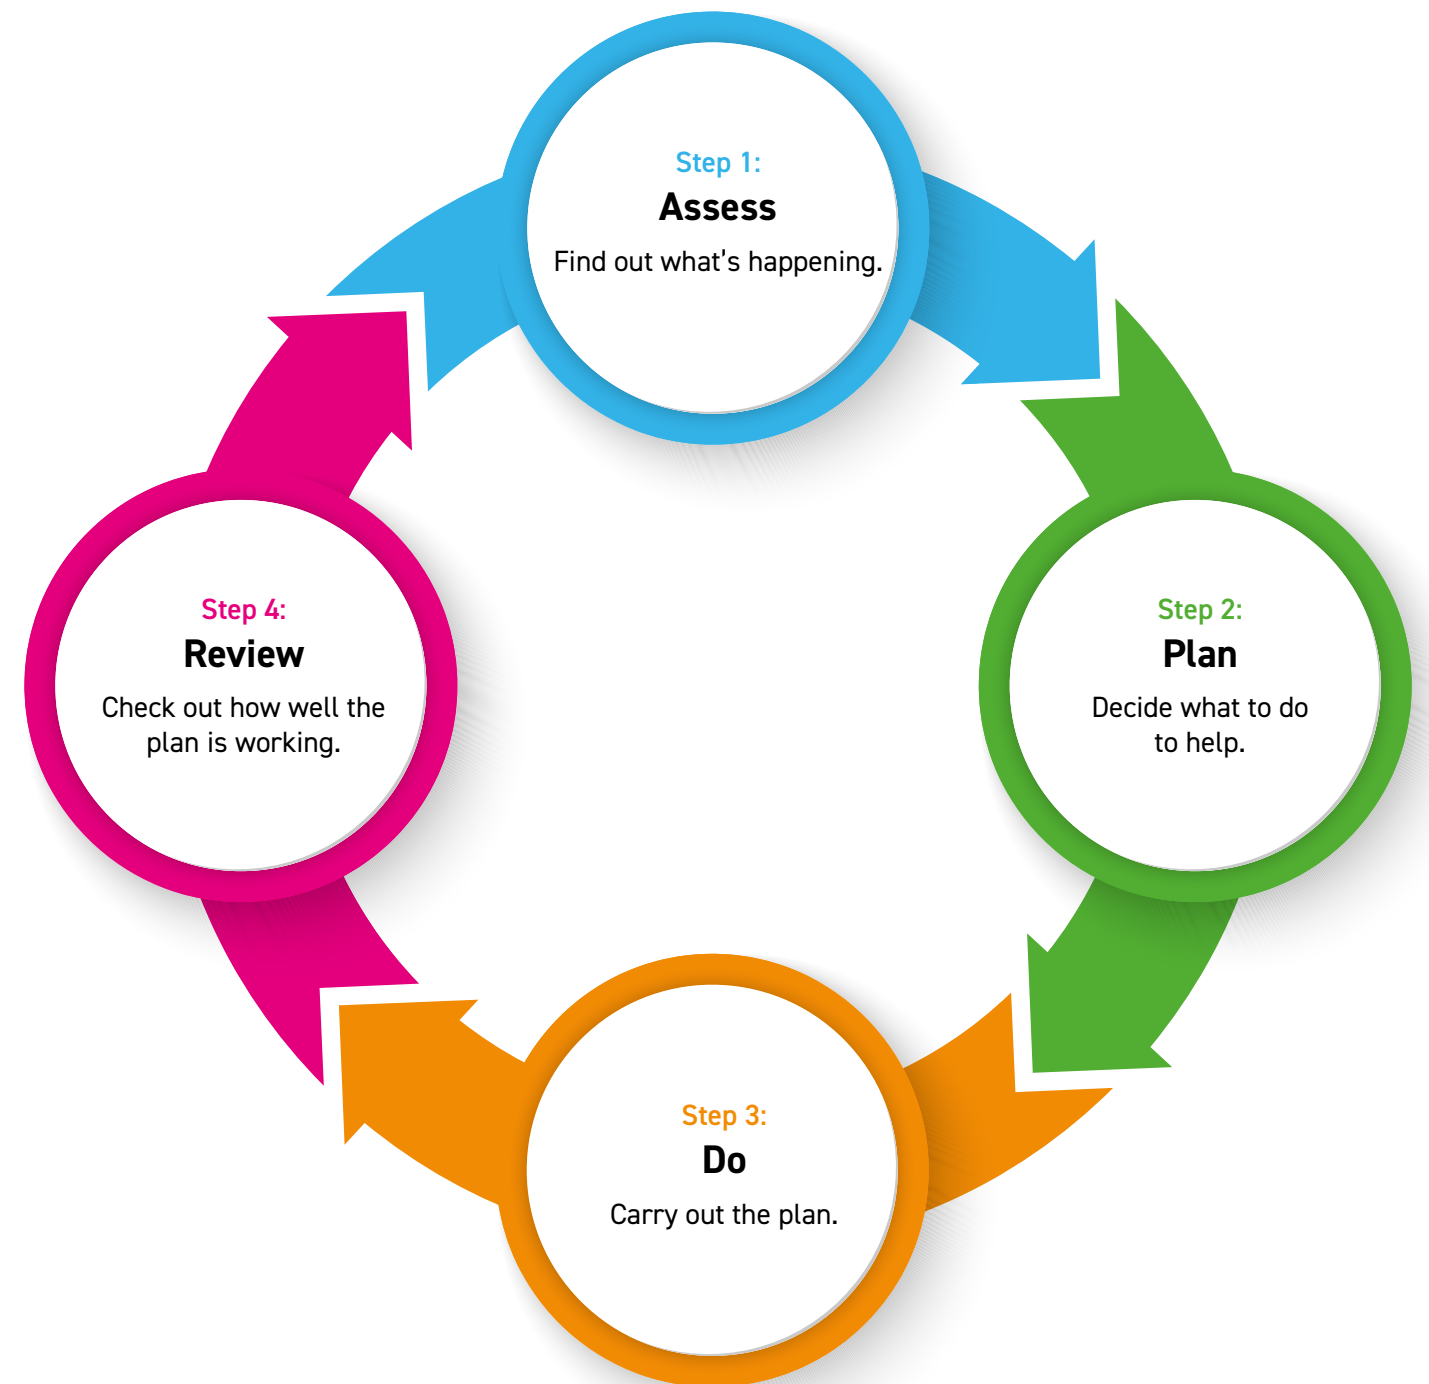 Step 1:
Assess
Find out what's happening.
Step 2:
Plan
Decide what to do
to help.
Step 3:
Do
Carry out the plan.
Step 4:
Review
Check out how well the
plan is working.